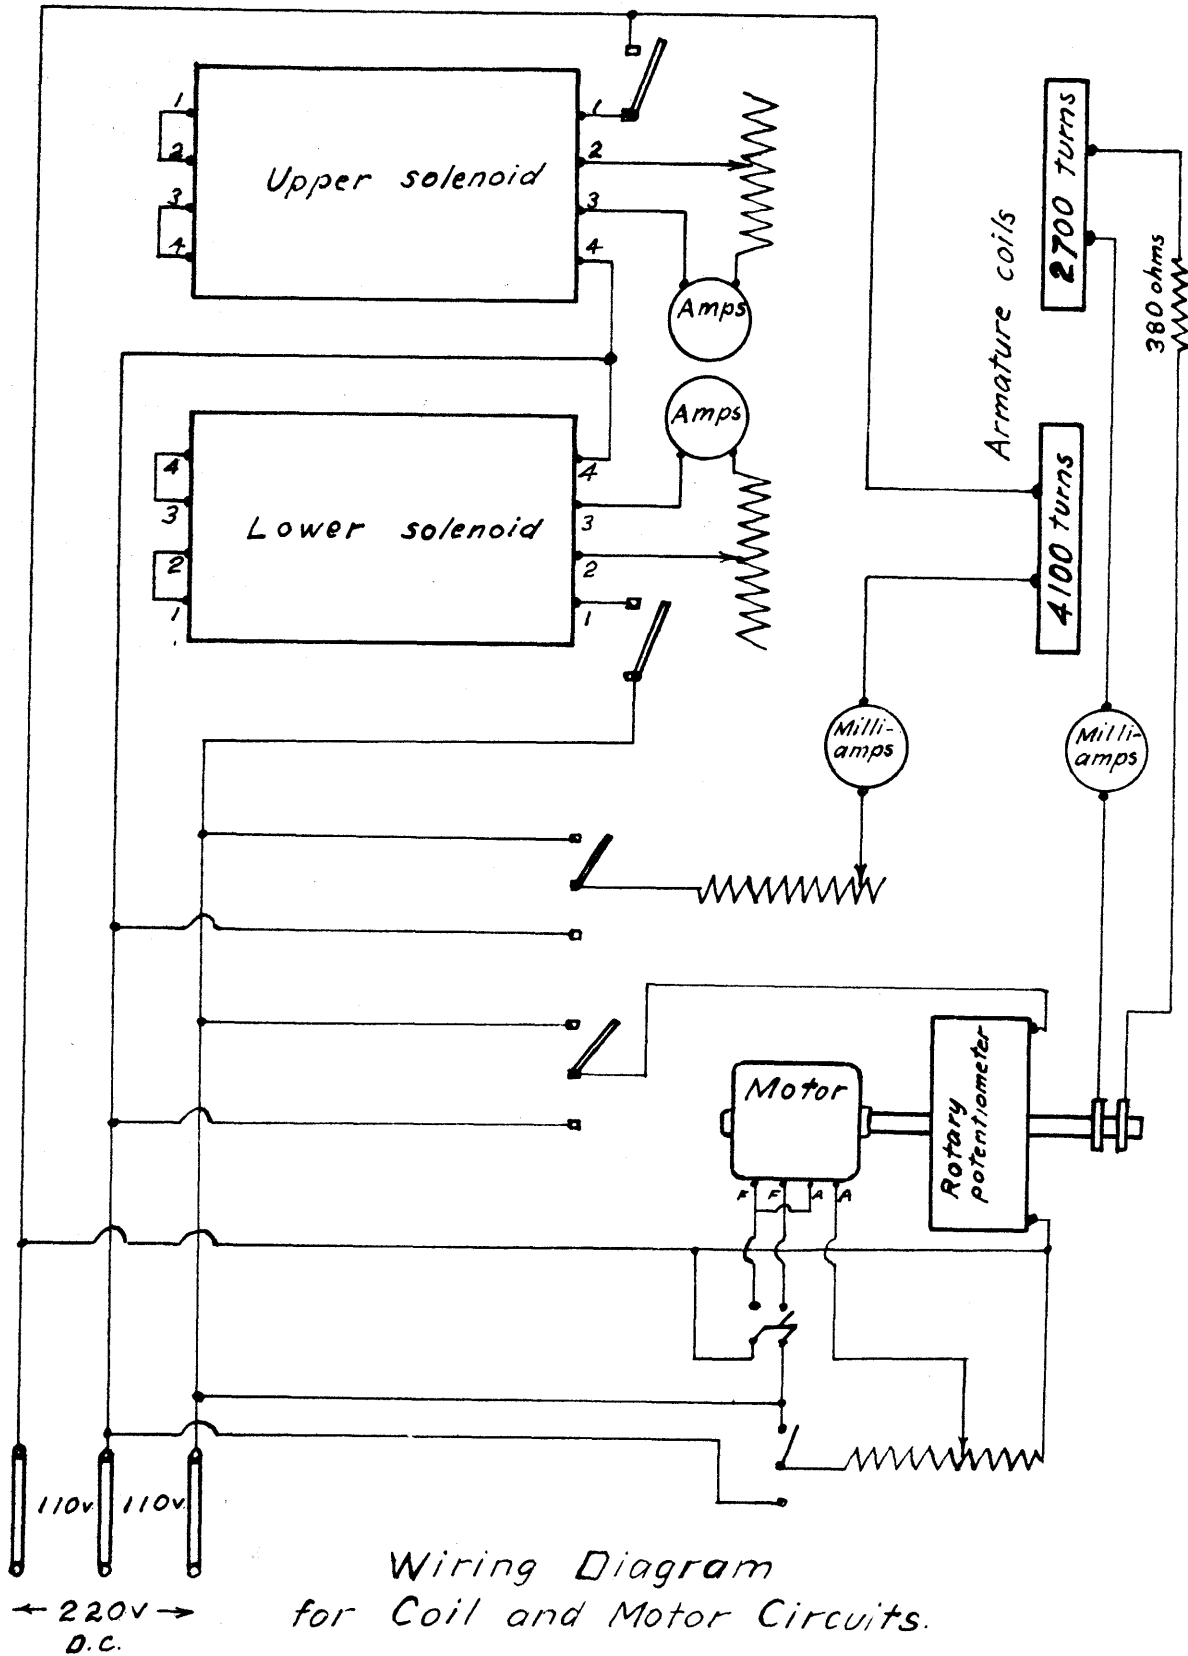 1
2
3
4
Upper solenoid
1
2
3
4
Amps
Amps
4
3
2
1
Lower solenoid
4
3
2
1
Armature coils
2700 turns
380 ohms
4100 turns
Milli-
amps
Milli-
amps
Motor
F F A A
Rotary
potentiometer
110v. 110v.
← 220v →
D.C.
Wiring Diagram
for Coil and Motor Circuits.